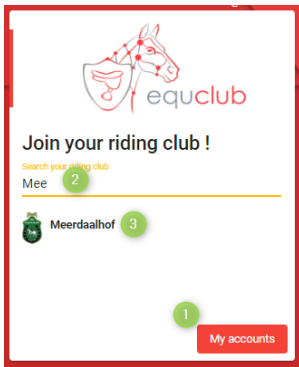 equclub
Join your riding club !
Search your riding club
Mee
2
Meerdaalhof
3
1
My accounts